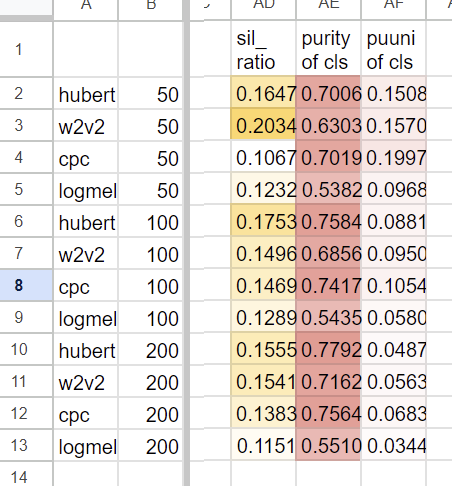 A B AD AE AF
1 sil_ purity puuni
ratio of cls of cls
2 hubert 50 0.1647 0.7006 0.1508
3 w2v2 50 0.2034 0.6303 0.1570
4 cpc 50 0.1067 0.7019 0.1997
5 logmel 50 0.1232 0.5382 0.0968
6 hubert 100 0.1753 0.7584 0.0881
7 w2v2 100 0.1496 0.6856 0.0950
8 cpc 100 0.1469 0.7417 0.1054
9 logmel 100 0.1289 0.5435 0.0580
10 hubert 200 0.1555 0.7792 0.0487
11 w2v2 200 0.1541 0.7162 0.0563
12 cpc 200 0.1383 0.7564 0.0683
13 logmel 200 0.1151 0.5510 0.0344
14